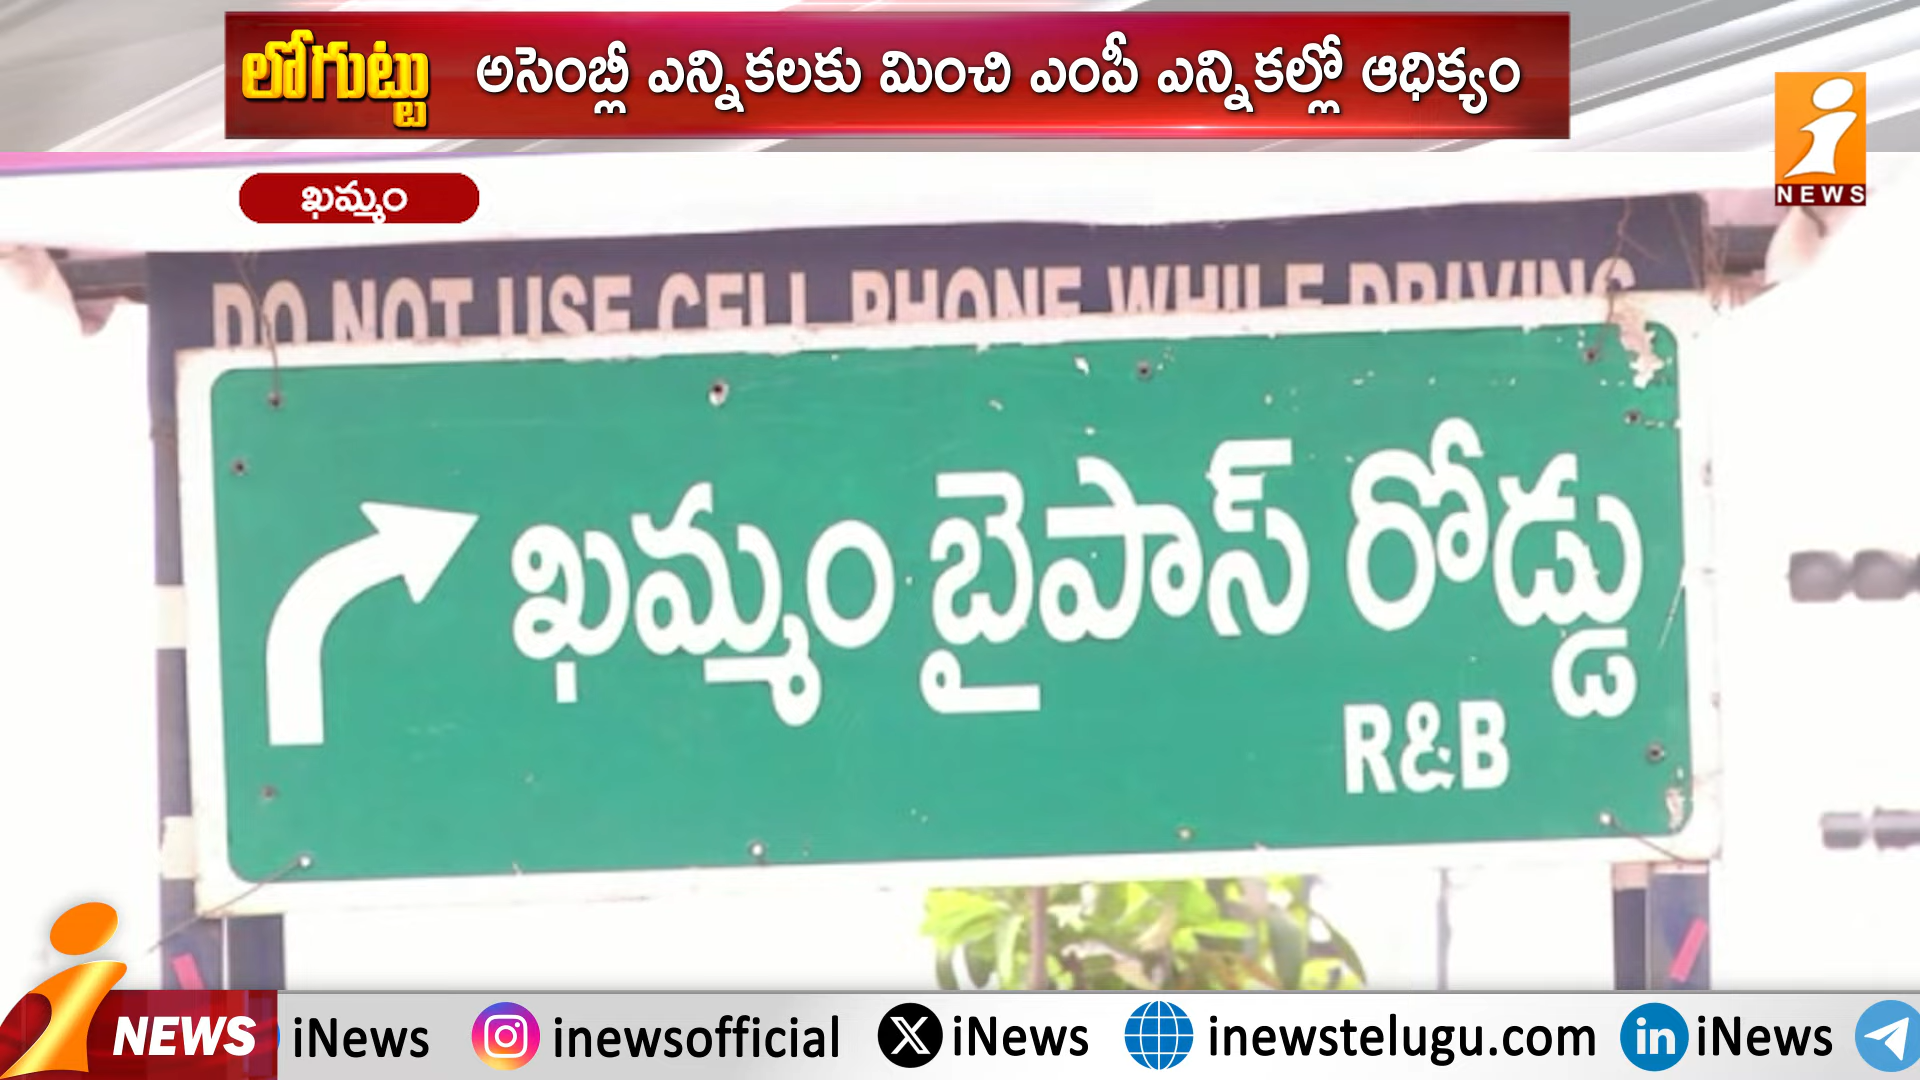 లోగుట్టు అసెంబ్లీ ఎన్నికలకు మించి ఎంపీ ఎన్నికల్లో ఆధిక్యం
i NEWS
ఖమ్మం
DO NOT USE CELL PHONE WHILE DRIVING
ఖమ్మం బైపాస్ రోడ్డు
R&B
i NEWS iNews inewsofficial iNews inewstelugu.com iNews